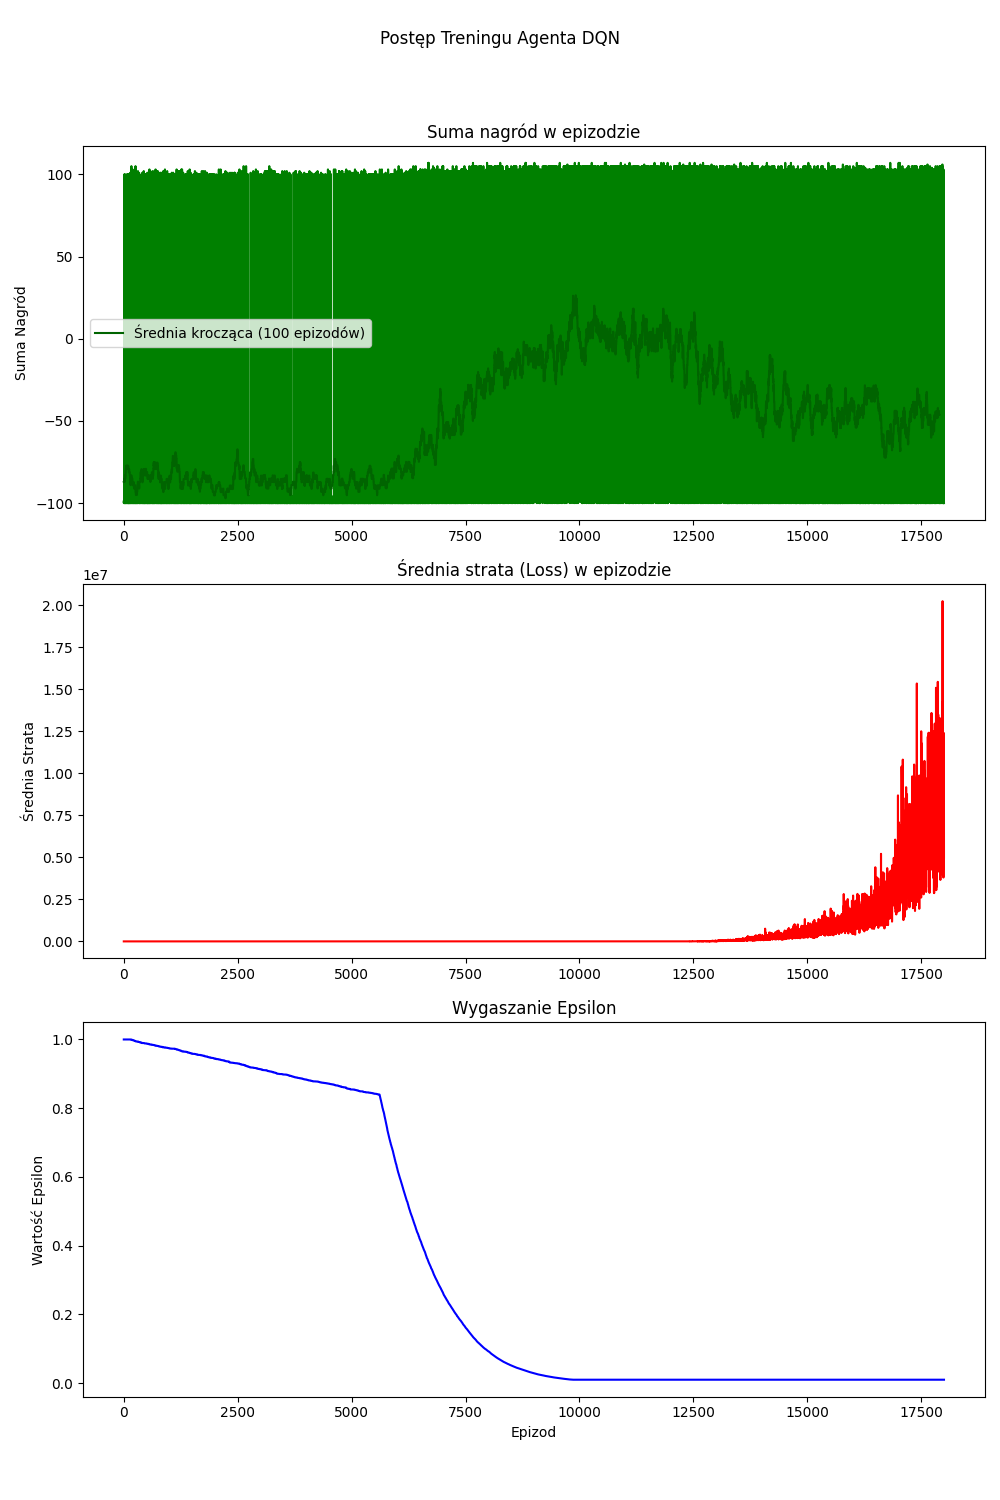 Postęp Treningu Agenta DQN
Suma nagród w epizodzie
Suma Nagród
100
50
0
−50
−100
Średnia krocząca (100 epizodów)
0 2500 5000 7500 10000 12500 15000 17500
Średnia strata (Loss) w epizodzie
1e7
Średnia Strata
2.00
1.75
1.50
1.25
1.00
0.75
0.50
0.25
0.00
0 2500 5000 7500 10000 12500 15000 17500
Wygaszanie Epsilon
Wartość Epsilon
1.0
0.8
0.6
0.4
0.2
0.0
0 2500 5000 7500 10000 12500 15000 17500
Epizod